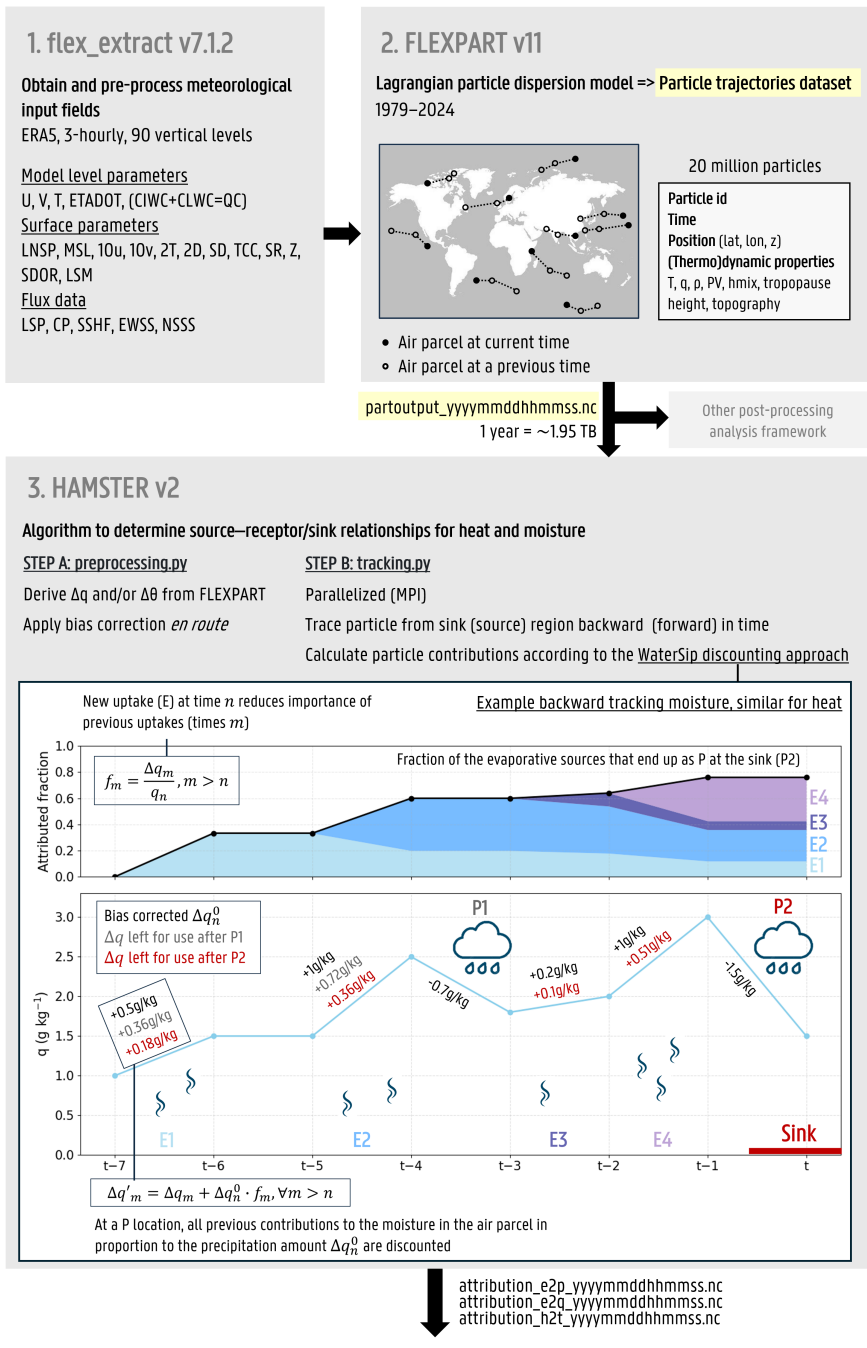 1. flex_extract v7.1.2
Obtain and pre-process meteorological
input fields
ERA5, 3-hourly, 90 vertical levels
Model level parameters
U, V, T, ETADOT, (CIWC+CLWC=QC)
Surface parameters
LNSP, MSL, 10u, 10v, 2T, 2D, SD, TCC, SR, Z,
SDOR, LSM
Flux data
LSP, CP, SSHF, EWSS, NSSS
2. FLEXPART v11
Lagrangian particle dispersion model => Particle trajectories dataset
1979–2024
20 million particles
Particle id
Time
Position (lat, lon, z)
(Thermo)dynamic properties
T, q, ρ, PV, hmix, tropopause
height, topography
Air parcel at current time
Air parcel at a previous time
partoutput_yyyymmddhhmmss.nc
1 year = ~1.95 TB
Other post-processing
analysis framework
3. HAMSTER v2
Algorithm to determine source–receptor/sink relationships for heat and moisture
STEP A: preprocessing.py
Derive Δq and/or Δθ from FLEXPART
Apply bias correction en route
STEP B: tracking.py
Parallelized (MPI)
Trace particle from sink (source) region backward (forward) in time
Calculate particle contributions according to the WaterSip discounting approach
New uptake (E) at time n reduces importance of
previous uptakes (times m)
Example backward tracking moisture, similar for heat
f_m = Δq_m / q_n, m > n
Fraction of the evaporative sources that end up as P at the sink (P2)
Attributed fraction
1.0
0.8
0.6
0.4
0.2
0.0
E4
E3
E2
E1
Bias corrected Δq_n^0
Δq left for use after P1
Δq left for use after P2
P1
P2
q (g kg⁻¹)
3.0
2.5
2.0
1.5
1.0
0.5
0.0
+0.5g/kg
+0.36g/kg
+0.18g/kg
+1g/kg
+0.72g/kg
+0.36g/kg
-0.7g/kg
+0.2g/kg
+0.1g/kg
+1g/kg
+0.51g/kg
-1.5g/kg
E1
E2
E3
E4
Sink
t−7
t−6
t−5
t−4
t−3
t−2
t−1
t
Δq'_m = Δq_m + Δq_n^0 · f_m, ∀m > n
At a P location, all previous contributions to the moisture in the air parcel in
proportion to the precipitation amount Δq_n^0 are discounted
attribution_e2p_yyyymmddhhmmss.nc
attribution_e2q_yyyymmddhhmmss.nc
attribution_h2t_yyyymmddhhmmss.nc